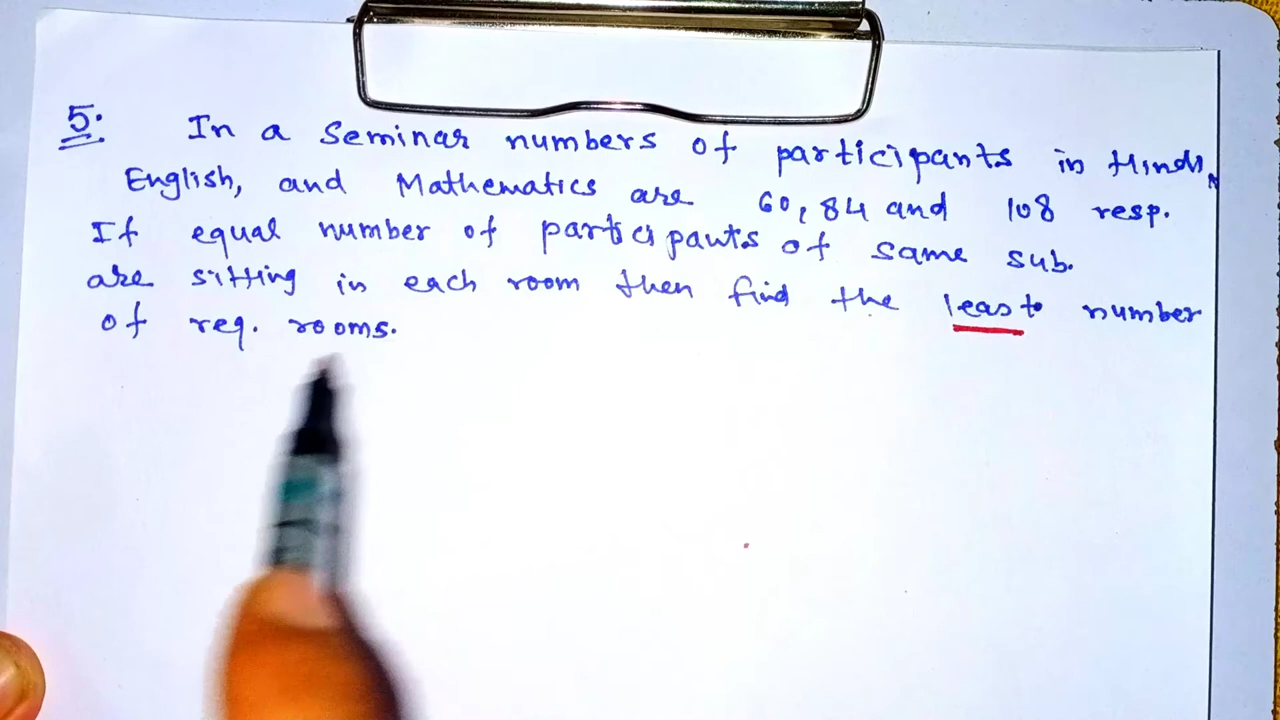 5. In a Seminar numbers of participants in Hindi,
English, and Mathematics are 60, 84 and 108 resp.
If equal number of participants of same sub.
are sitting in each room then find the least number
of req. rooms.